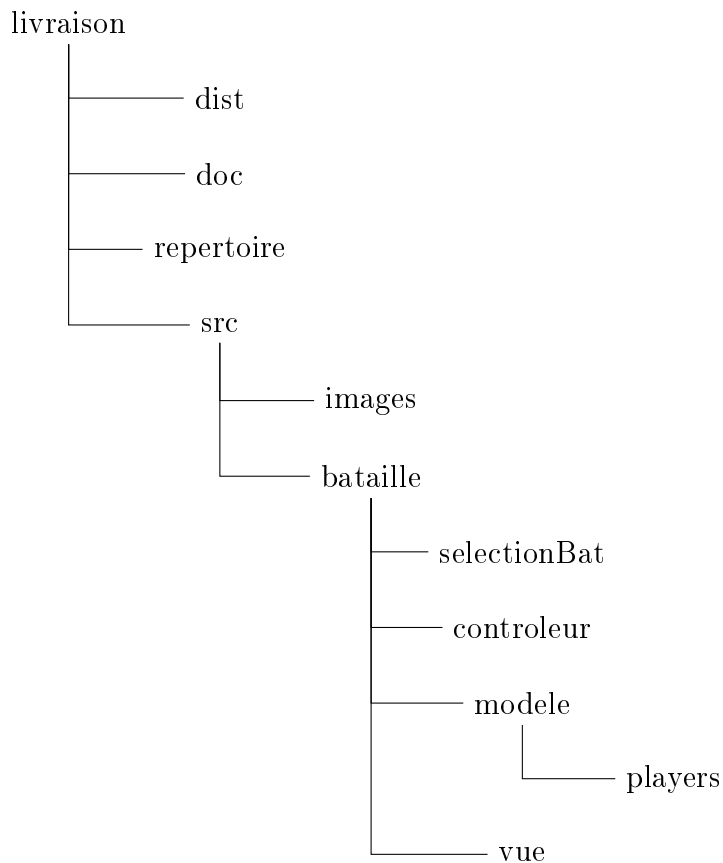 livraison
dist
doc
repertoire
src
images
bataille
selectionBat
controleur
modele
players
vue